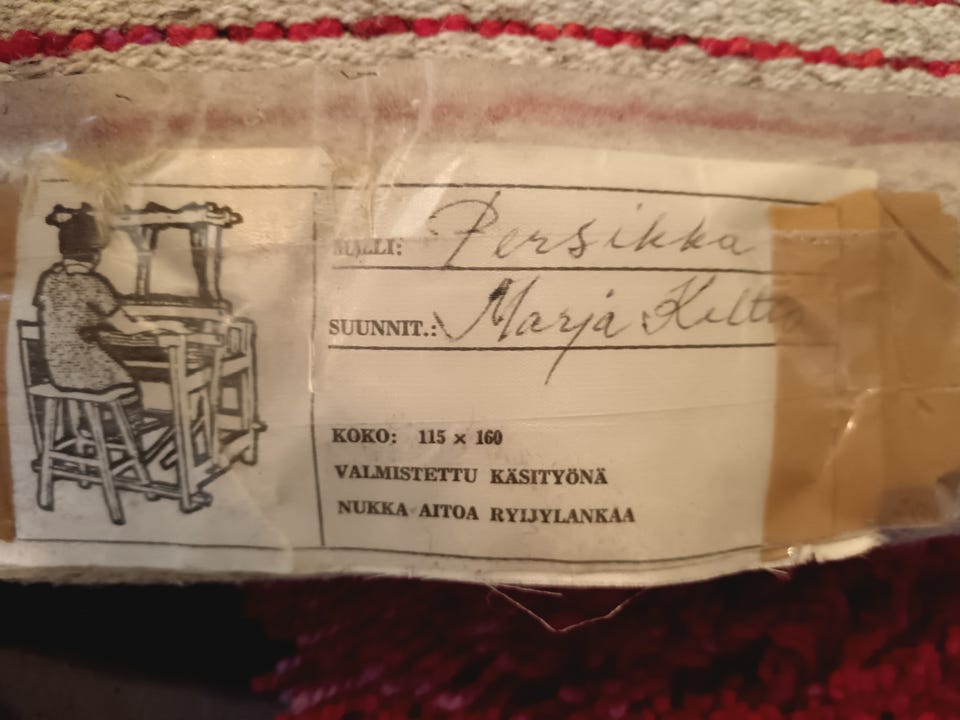 MALLI: Persikka
SUUNNIT.: Marja
KOKO: 115 x 160
VALMISTETTU KÄSITYÖNÄ
NUKKA AITOA RYIJYLANKAA